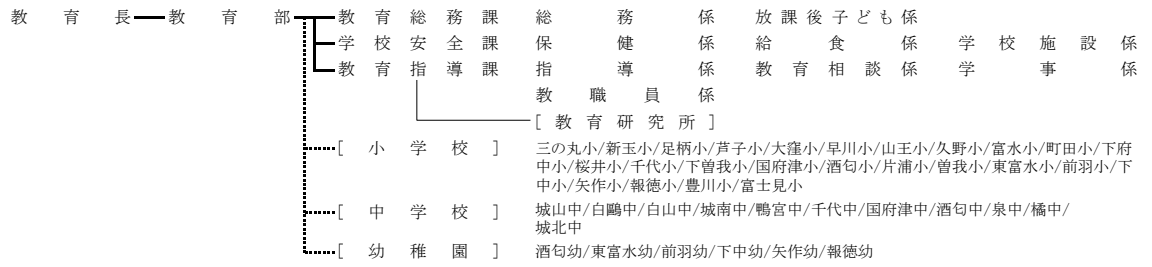 教育長 教育部 教育総務課 総務係 放課後子ども係
学校安全課 保健係 給食係 学校施設係
教育指導課 指導係 教育相談係 学事係
教職員係
[教育研究所]
[小学校] 三の丸小/新玉小/足柄小/芦子小/大窪小/早川小/山王小/久野小/富水小/町田小/下府
中小/桜井小/千代小/下曽我小/国府津小/酒匂小/片浦小/曽我小/東富水小/前羽小/下
中小/矢作小/報徳小/豊川小/富士見小
[中学校] 城山中/白鷗中/白山中/城南中/鴨宮中/千代中/国府津中/酒匂中/泉中/橘中/
城北中
[幼稚園] 酒匂幼/東富水幼/前羽幼/下中幼/矢作幼/報徳幼